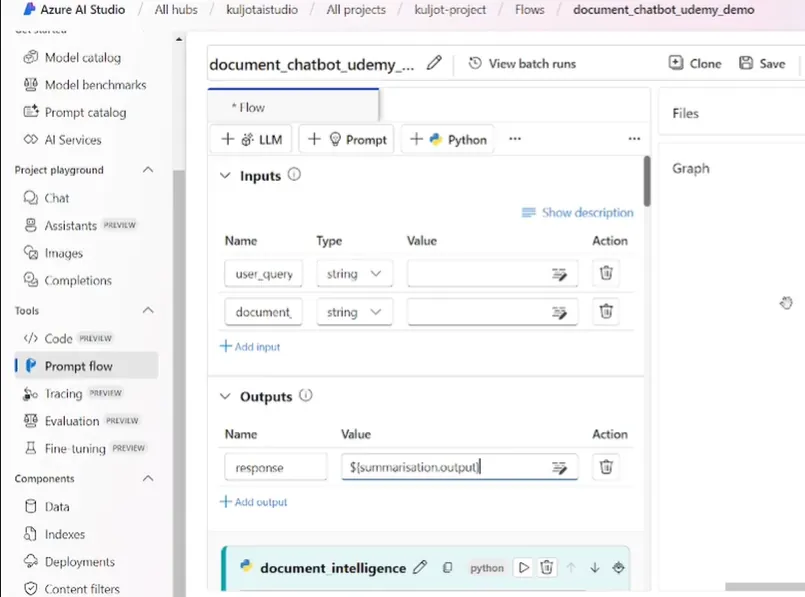 Azure AI Studio / All hubs / kuljotaistudio / All projects / kuljot-project / Flows / document_chatbot_udemy_demo
Model catalog
Model benchmarks
Prompt catalog
AI Services
Project playground
Chat
Assistants PREVIEW
Images
Completions
Tools
Code PREVIEW
Prompt flow
Tracing PREVIEW
Evaluation PREVIEW
Fine-tuning PREVIEW
Components
Data
Indexes
Deployments
Content filters
document_chatbot_udemy_... View batch runs Clone Save
* Flow
+ LLM + Prompt + Python ... ...
Inputs
Show description
Name Type Value Action
user_query string
document_ string
+ Add input
Outputs
Name Value Action
response ${summarisation.output}
+ Add output
document_intelligence python
Files
Graph